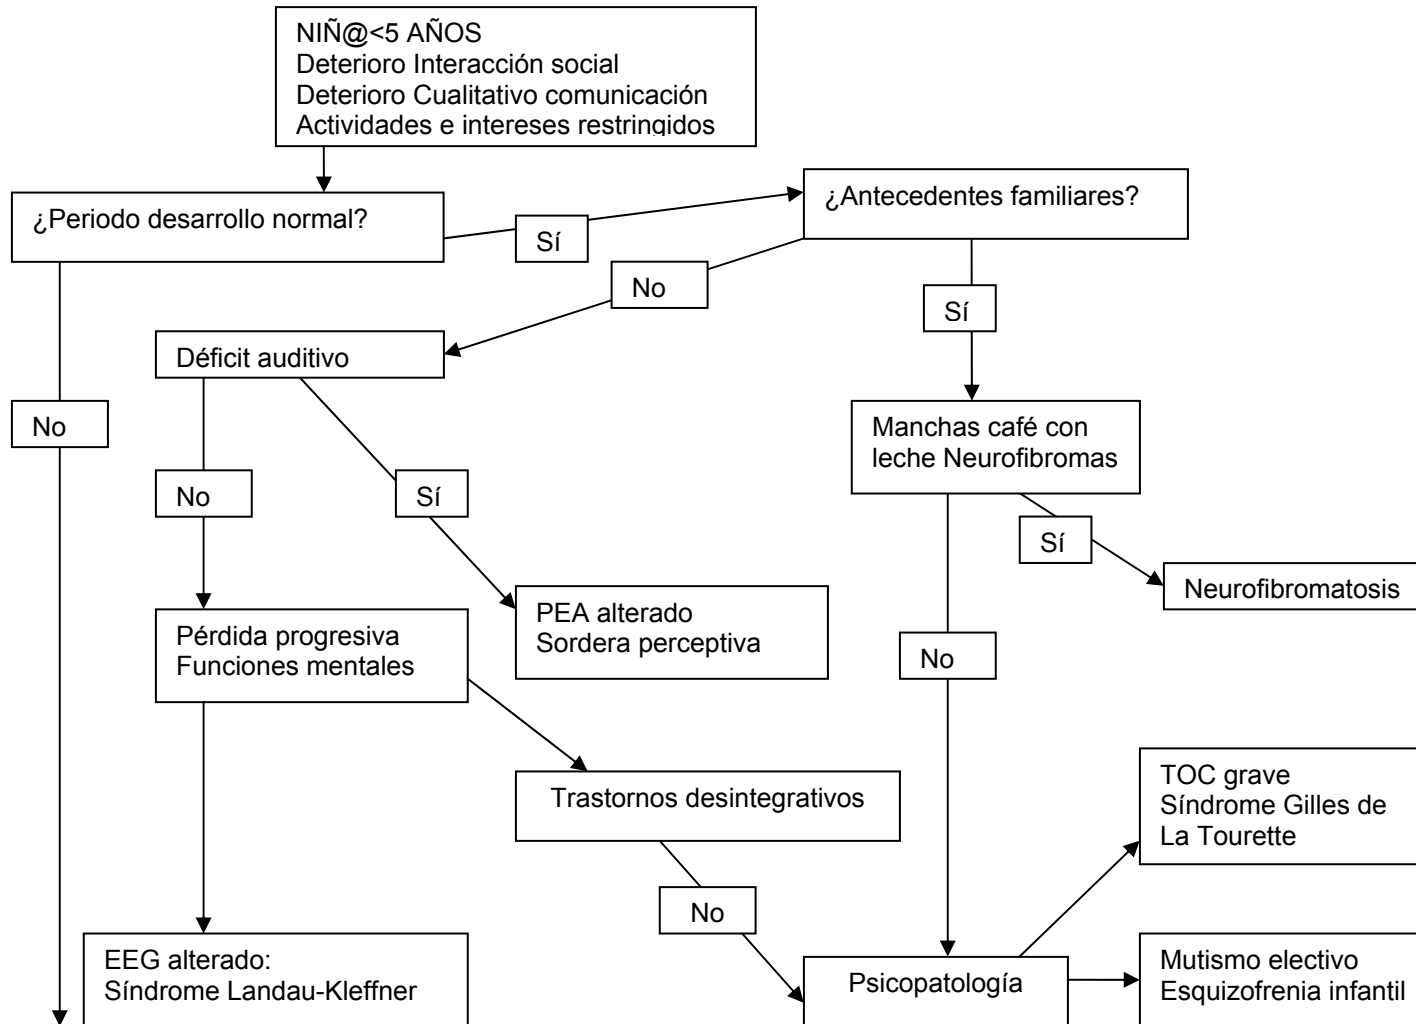 NIÑ@<5 AÑOS
Deterioro Interacción social
Deterioro Cualitativo comunicación
Actividades e intereses restringidos
¿Periodo desarrollo normal?
Sí
¿Antecedentes familiares?
No
Sí
Déficit auditivo
No
Manchas café con
leche Neurofibromas
No
Sí
Sí
Neurofibromatosis
PEA alterado
Sordera perceptiva
Pérdida progresiva
Funciones mentales
No
Trastornos desintegrativos
TOC grave
Síndrome Gilles de
La Tourette
No
EEG alterado:
Síndrome Landau-Kleffner
Psicopatología
Mutismo electivo
Esquizofrenia infantil